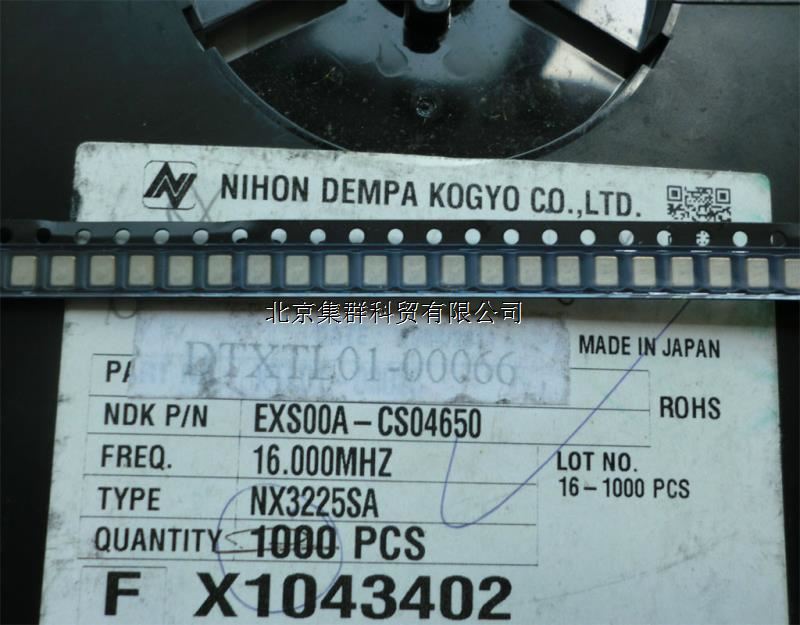 NIHON DEMPA KOGYO CO.,LTD.
北京集群科贸有限公司
MADE IN JAPAN
DTXTL01-00066
PA
ROHS
NDK P/N EXS00A-CS04650
FREQ. 16.000MHZ
LOT NO.
16-1000 PCS
TYPE NX3225SA
QUANTITY 1000 PCS
F X1043402